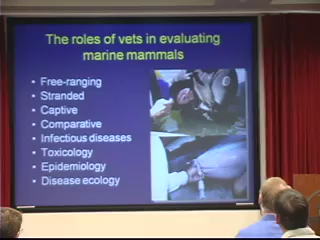 The roles of vets in evaluating
marine mammals
• Free-ranging
• Stranded
• Captive
• Comparative
• Infectious diseases
• Toxicology
• Epidemiology
• Disease ecology